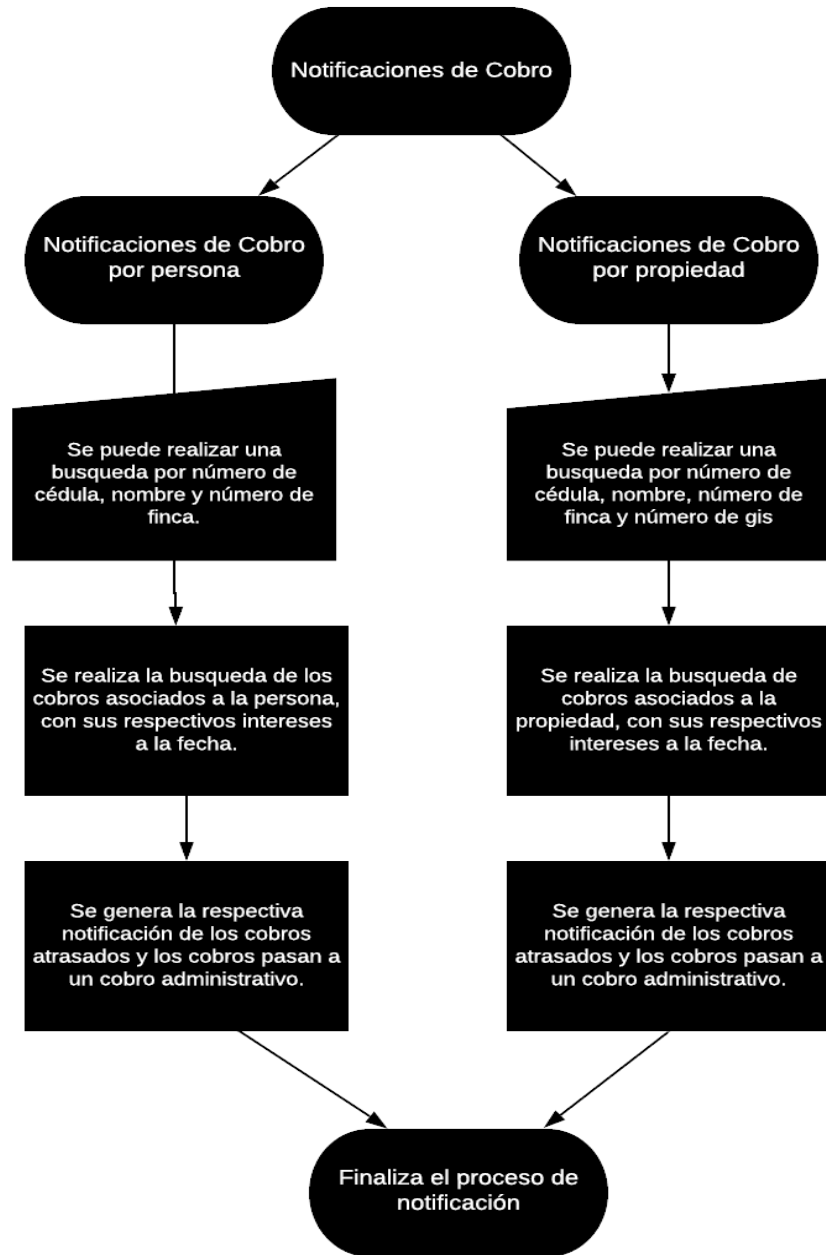 Notificaciones de Cobro
Notificaciones de Cobro
por persona
Notificaciones de Cobro
por propiedad
Se puede realizar una
busqueda por número de
cédula, nombre y número de
finca.
Se puede realizar una
busqueda por número de
cédula, nombre, número de
finca y número de gis
Se realiza la busqueda de los
cobros asociados a la persona,
con sus respectivos intereses
a la fecha.
Se realiza la busqueda de
cobros asociados a la
propiedad, con sus respectivos
intereses a la fecha.
Se genera la respectiva
notificación de los cobros
atrasados y los cobros pasan a
un cobro administrativo.
Se genera la respectiva
notificación de los cobros
atrasados y los cobros pasan a
un cobro administrativo.
Finaliza el proceso de
notificación